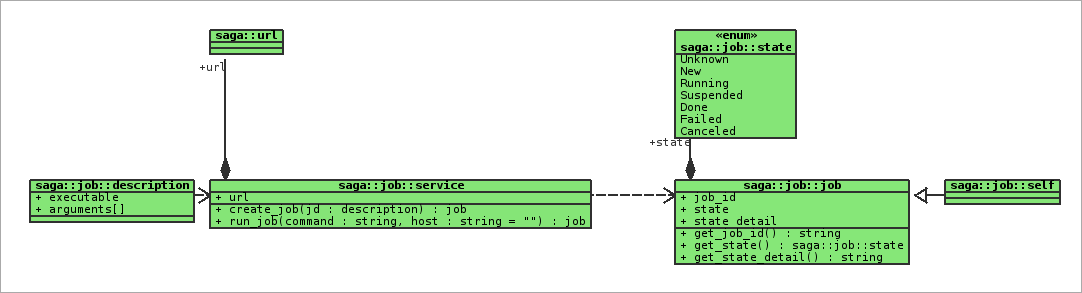 saga::url
+url
«enum»
saga::job::state
Unknown
New
Running
Suspended
Done
Failed
Canceled
+state
saga::job::description
+ executable
+ arguments[]
saga::job::service
+ url
+ create_job(jd : description) : job
+ run_job(command : string, host : string = "") : job
saga::job::job
+ job_id
+ state
+ state_detail
+ get_job_id() : string
+ get_state() : saga::job::state
+ get_state_detail() : string
saga::job::self